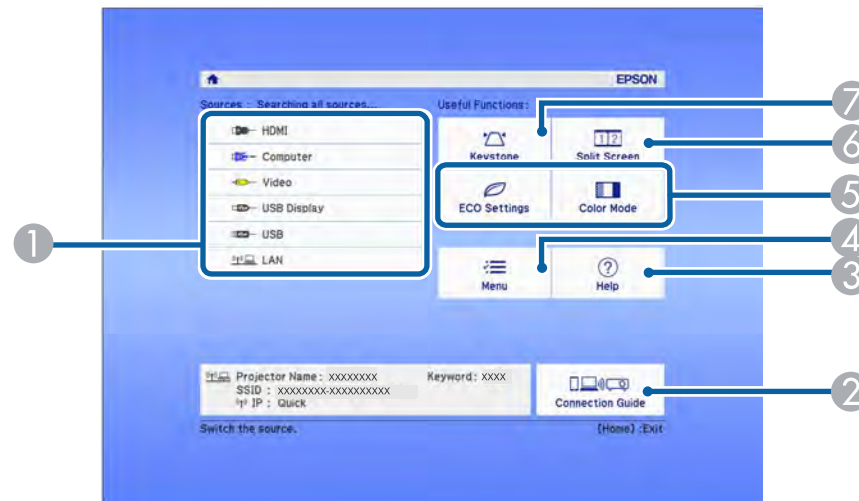 EPSON
Sources : Searching all sources...
HDMI
Computer
Video
USB Display
USB
LAN
Useful Functions:
Keystone
Split Screen
ECO Settings
Color Mode
Menu
Help
Projector Name : XXXXXXXX
Keyword : XXXX
SSID : XXXXXXXX-XXXXXXXXXX
IP : Quick
Connection Guide
Switch the source.
[Home] :Exit
1
7
6
5
4
3
2